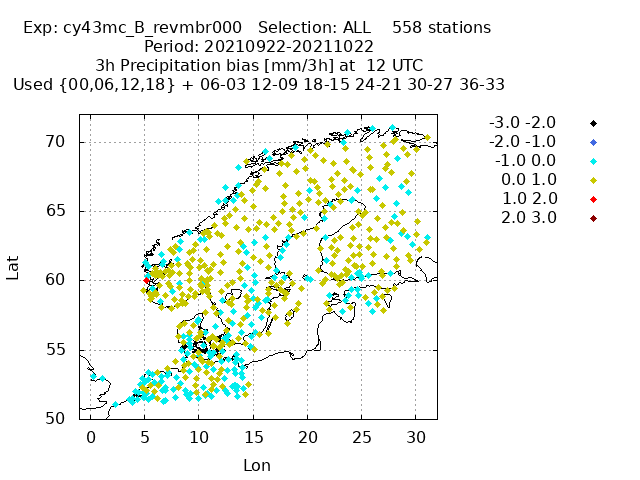 Exp: cy43mc_B_revmbr000 Selection: ALL 558 stations
Period: 20210922-20211022
3h Precipitation bias [mm/3h] at 12 UTC
Used {00,06,12,18} + 06-03 12-09 18-15 24-21 30-27 36-33
-3.0 -2.0
-2.0 -1.0
-1.0 0.0
0.0 1.0
1.0 2.0
2.0 3.0
70
65
60
55
50
Lat
0 5 10 15 20 25 30
Lon